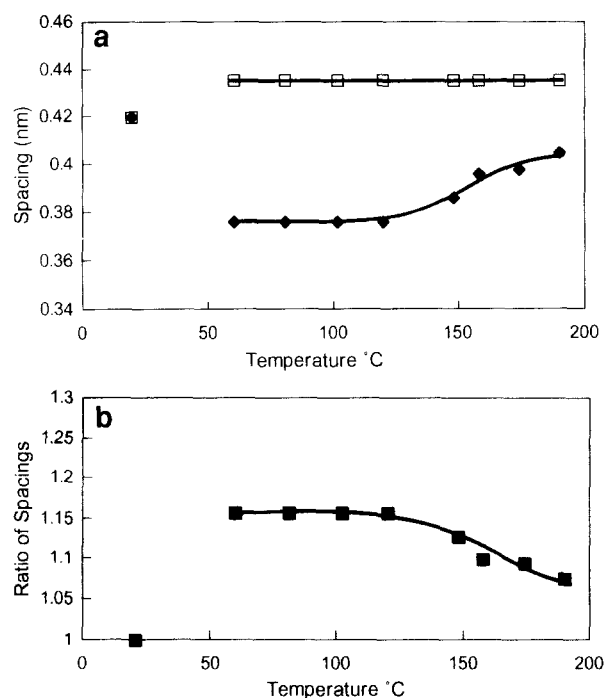 a
0.46
0.44
0.42
0.4
0.38
0.36
0.34
Spacing (nm)
0 50 100 150 200
Temperature ˚C
b
1.3
1.25
1.2
1.15
1.1
1.05
1
Ratio of Spacings
0 50 100 150 200
Temperature ˚C